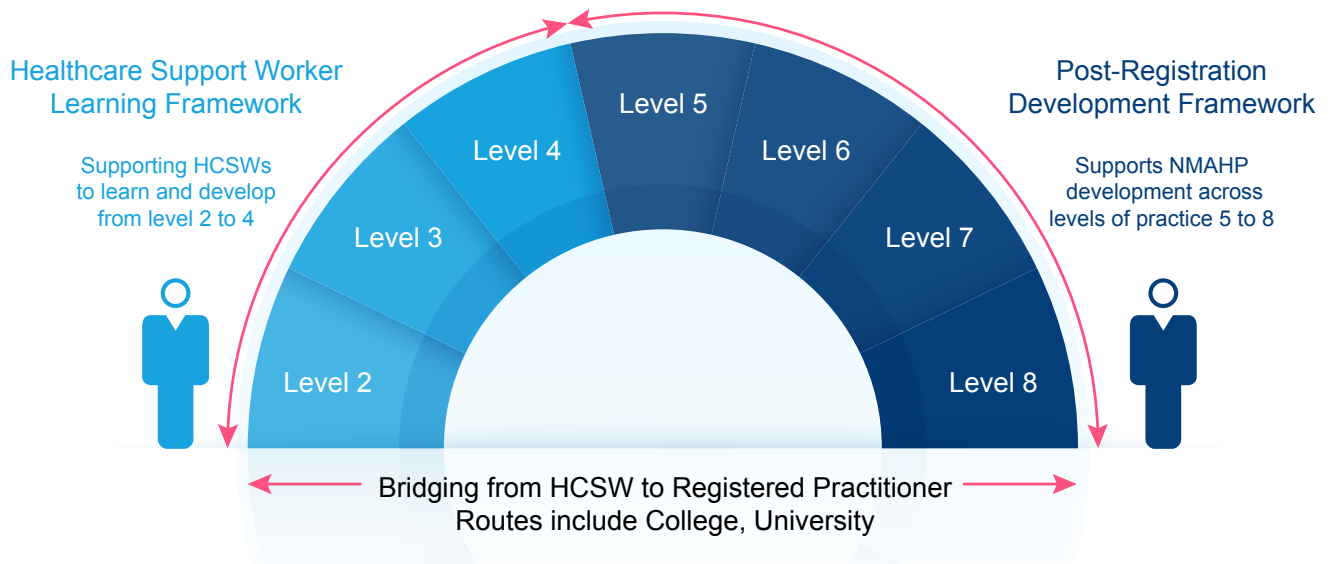 Healthcare Support Worker
Learning Framework
Supporting HCSWs
to learn and develop
from level 2 to 4
Level 2
Level 3
Level 4
Level 5
Level 6
Level 7
Level 8
Post-Registration
Development Framework
Supports NMAHP
development across
levels of practice 5 to 8
Bridging from HCSW to Registered Practitioner
Routes include College, University